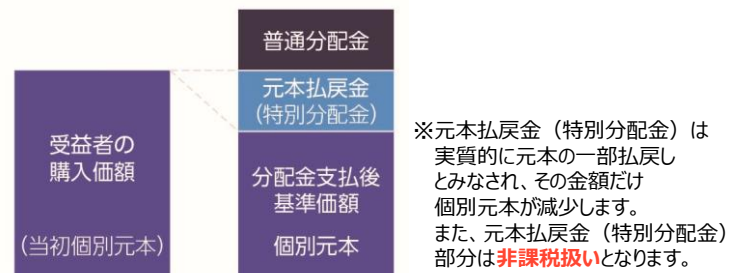 普通分配金
元本払戻金
(特別分配金)
受益者の
購入価額
(当初個別元本)
分配金支払後
基準価額
個別元本
※元本払戻金（特別分配金）は
実質的に元本の一部払戻し
とみなされ、その金額だけ
個別元本が減少します。
また、元本払戻金（特別分配金）
部分は非課税扱いとなります。